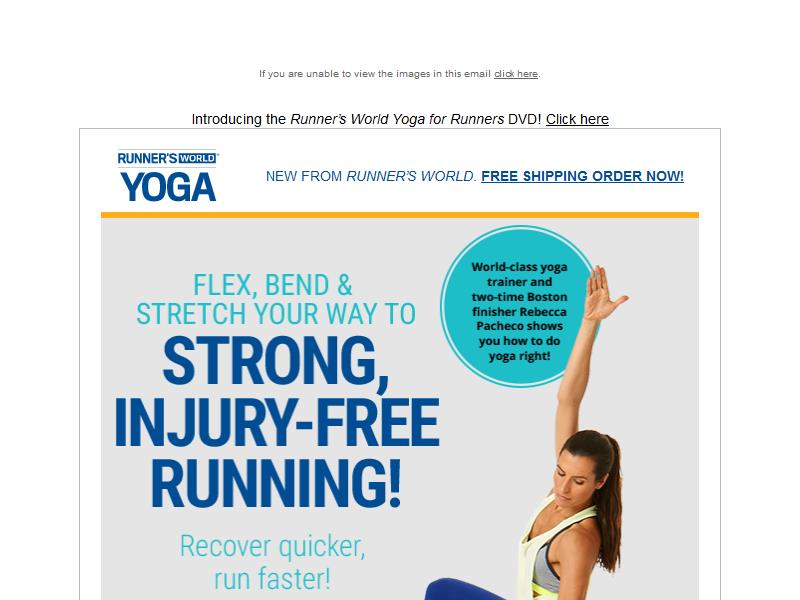 If you are unable to view the images in this email click here.
Introducing the Runner's World Yoga for Runners DVD! Click here
RUNNER'S WORLD
YOGA
NEW FROM RUNNER'S WORLD. FREE SHIPPING ORDER NOW!
FLEX, BEND &
STRETCH YOUR WAY TO
STRONG,
INJURY-FREE
RUNNING!
Recover quicker,
run faster!
World-class yoga
trainer and
two-time Boston
finisher Rebecca
Pacheco shows
you how to do
yoga right!